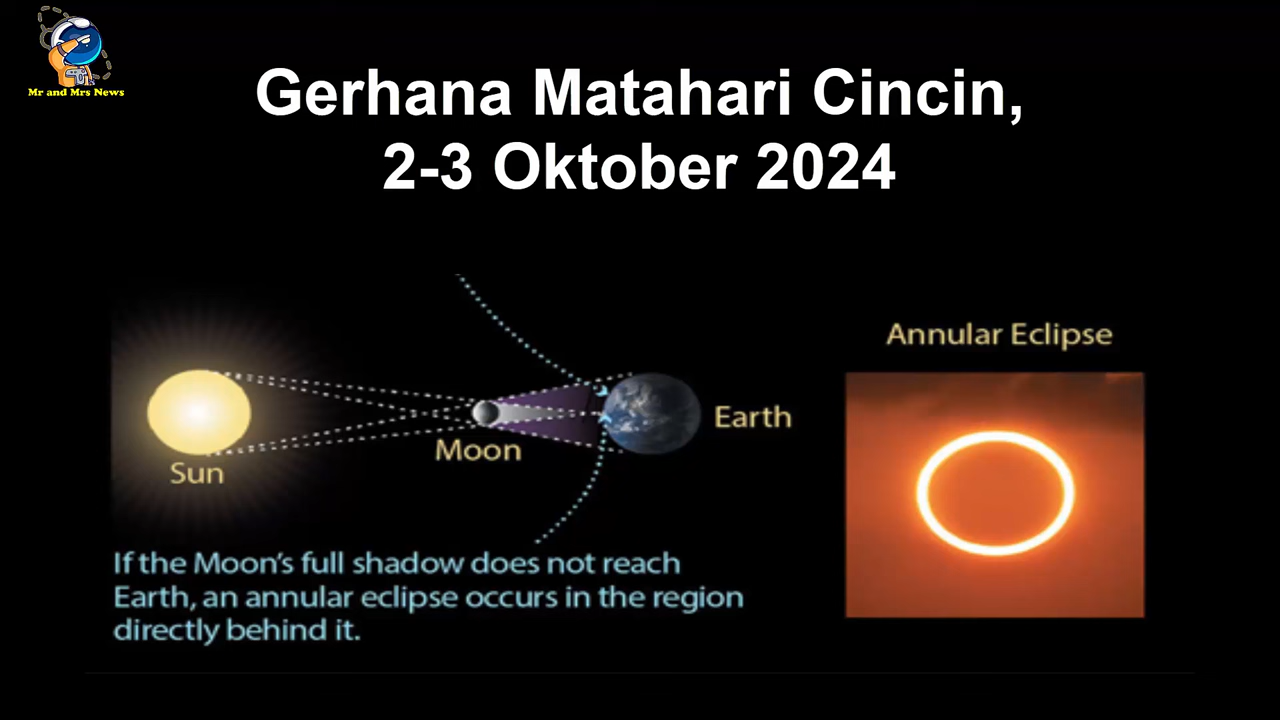 Mr and Mrs News
Gerhana Matahari Cincin,
2-3 Oktober 2024
Annular Eclipse
Earth
Moon
Sun
If the Moon's full shadow does not reach
Earth, an annular eclipse occurs in the region
directly behind it.